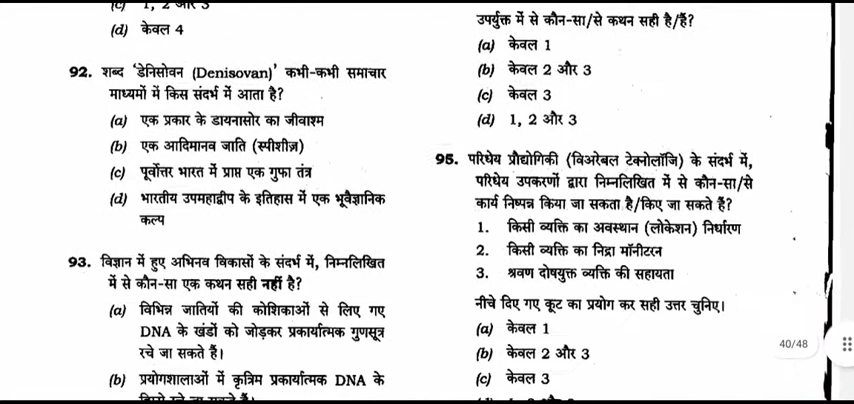 (d) केवल 4
92. शब्द 'डेनिसोवन (Denisovan)' कभी-कभी समाचार
माध्यमों में किस संदर्भ में आता है?
(a) एक प्रकार के डायनासोर का जीवाश्म
(b) एक आदिमानव जाति (स्पीशीज़)
(c) पूर्वोत्तर भारत में प्राप्त एक गुफा तंत्र
(d) भारतीय उपमहाद्वीप के इतिहास में एक भूवैज्ञानिक
कल्प
93. विज्ञान में हुए अभिनव विकासों के संदर्भ में, निम्नलिखित
में से कौन-सा एक कथन सही नहीं है?
(a) विभिन्न जातियों की कोशिकाओं से लिए गए
DNA के खंडों को जोड़कर प्रकार्यात्मक गुणसूत्र
रचे जा सकते हैं।
(b) प्रयोगशालाओं में कृत्रिम प्रकार्यात्मक DNA के
उपर्युक्त में से कौन-सा/से कथन सही है/हैं?
(a) केवल 1
(b) केवल 2 और 3
(c) केवल 3
(d) 1, 2 और 3
95. परिधेय प्रौद्योगिकी (विअरेबल टेक्नोलॉजि) के संदर्भ में,
परिधेय उपकरणों द्वारा निम्नलिखित में से कौन-सा/से
कार्य निष्पन्न किया जा सकता है/किए जा सकते हैं?
1. किसी व्यक्ति का अवस्थान (लोकेशन) निर्धारण
2. किसी व्यक्ति का निद्रा मॉनीटरन
3. श्रवण दोषयुक्त व्यक्ति की सहायता
नीचे दिए गए कूट का प्रयोग कर सही उत्तर चुनिए।
(a) केवल 1
(b) केवल 2 और 3
(c) केवल 3
40/48